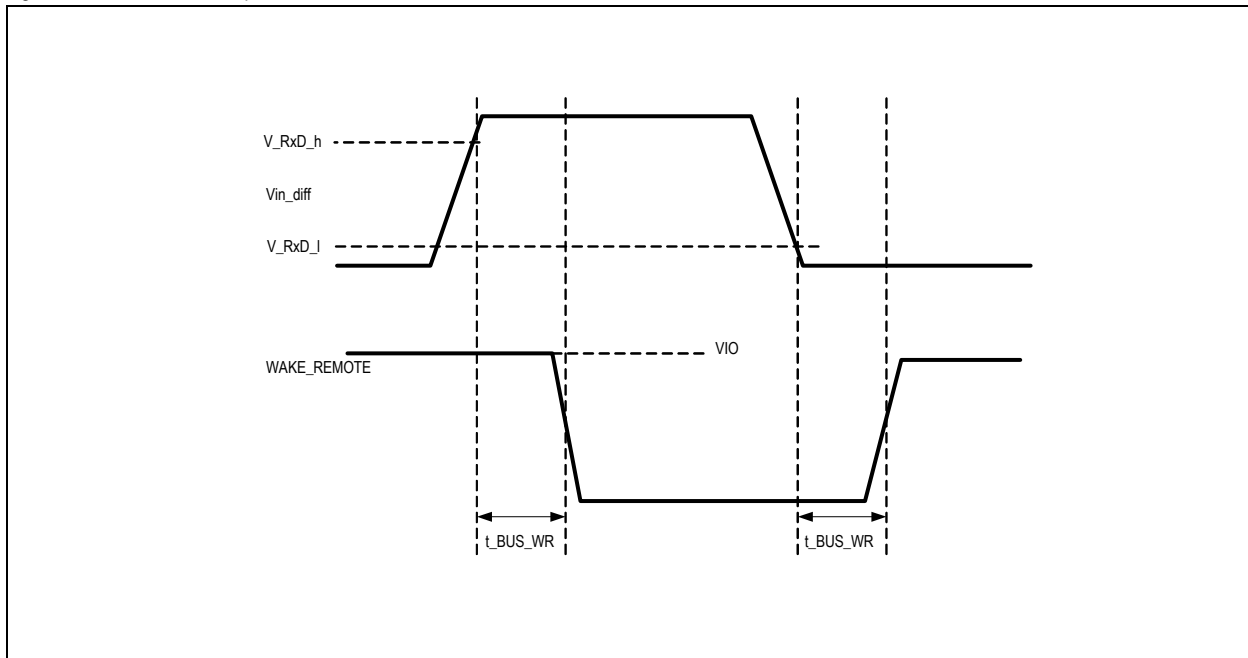 V_RxD_h
Vin_diff
V_RxD_l
VIO
WAKE_REMOTE
t_BUS_WR
t_BUS_WR